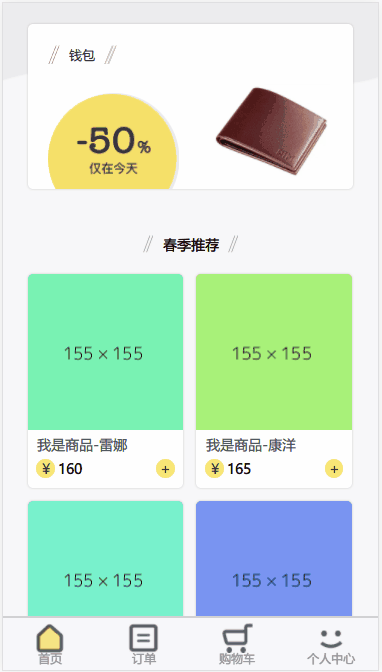 钱包
-50%
仅在今天
春季推荐
155 × 155
155 × 155
我是商品-雷娜
我是商品-康洋
¥ 160 +
¥ 165 +
155 × 155
155 × 155
首页
订单
购物车
个人中心